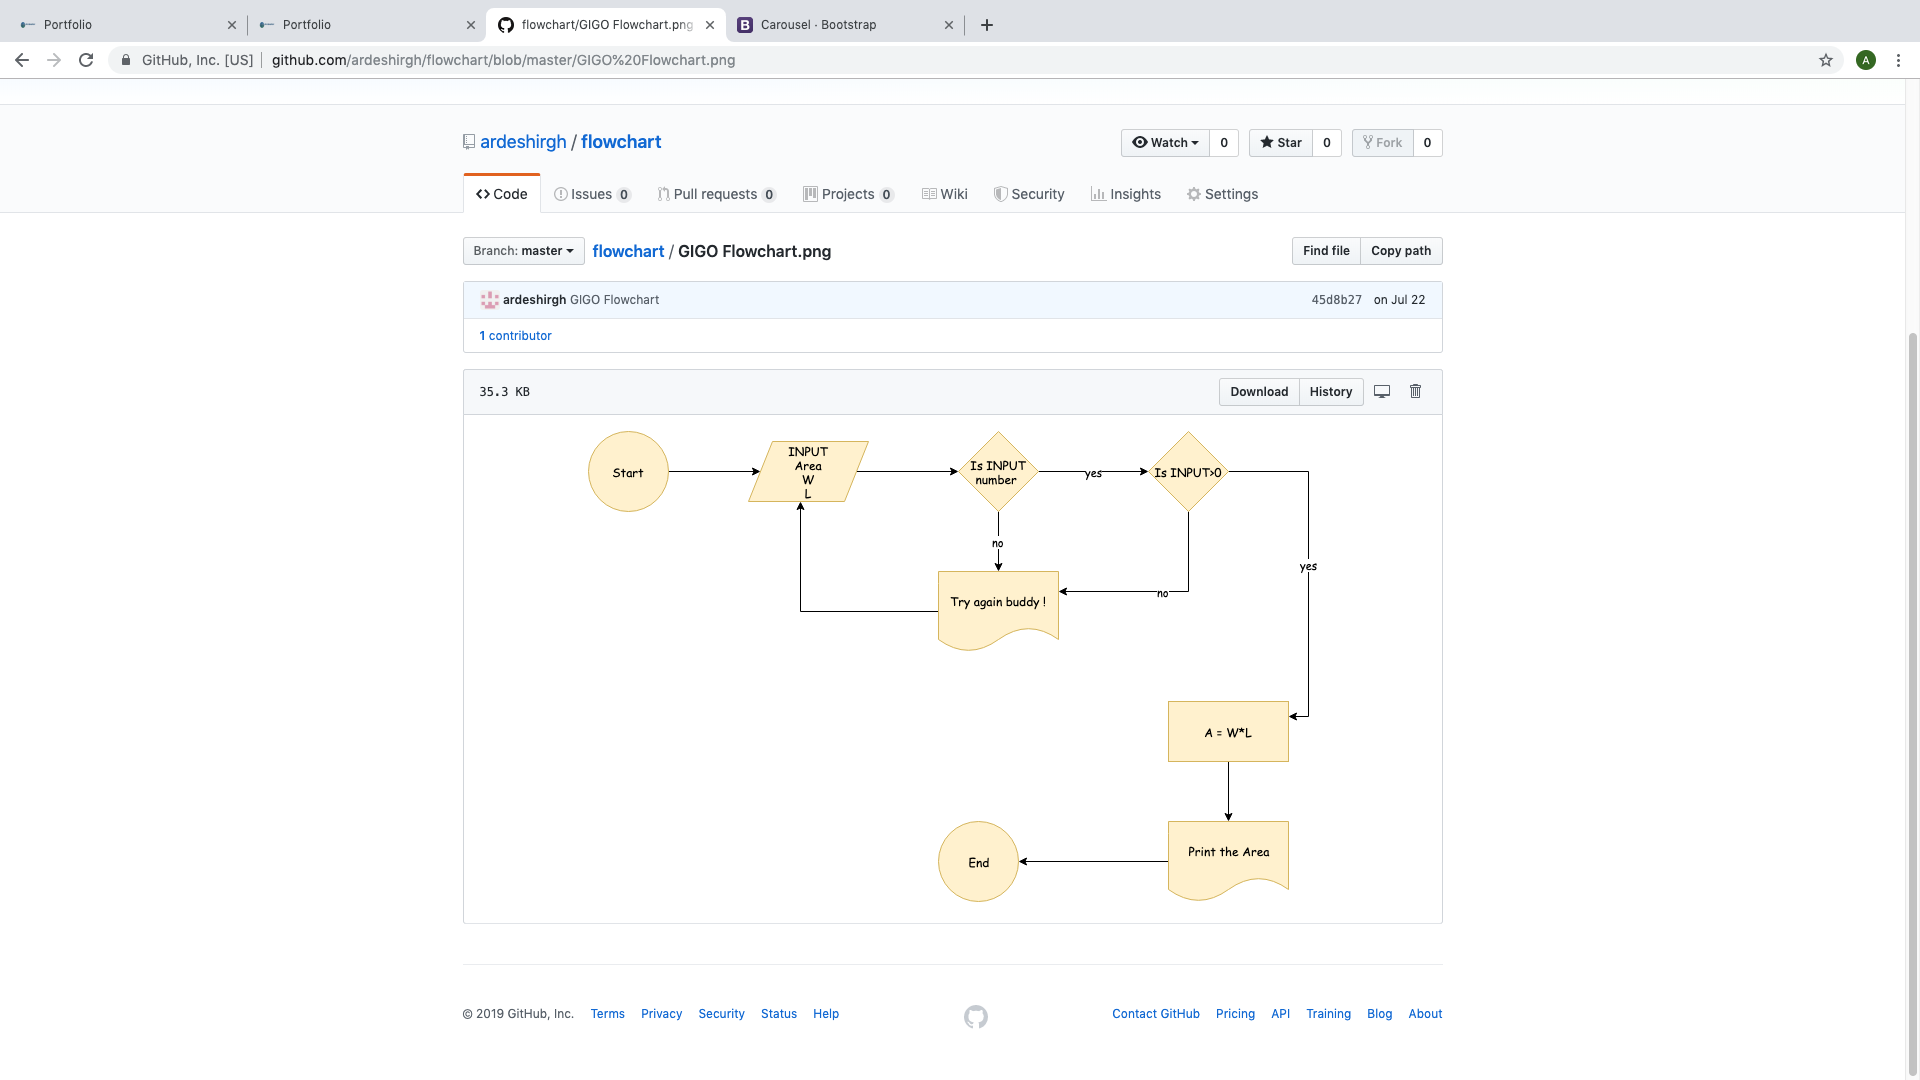 Portfolio
Portfolio
flowchart/GIGO Flowchart.png
Carousel · Bootstrap
GitHub, Inc. [US]
github.com/ardeshirgh/flowchart/blob/master/GIGO%20Flowchart.png
A
ardeshirgh / flowchart
Watch 0
Star 0
Fork 0
Code
Issues 0
Pull requests 0
Projects 0
Wiki
Security
Insights
Settings
Branch: master
flowchart / GIGO Flowchart.png
Find file
Copy path
ardeshirgh GIGO Flowchart
45d8b27 on Jul 22
1 contributor
35.3 KB
Download
History
Start
INPUT
Area
W
L
Is INPUT
number
yes
Is INPUT>0
no
yes
Try again buddy !
no
A = W*L
Print the Area
End
© 2019 GitHub, Inc.
Terms
Privacy
Security
Status
Help
Contact GitHub
Pricing
API
Training
Blog
About